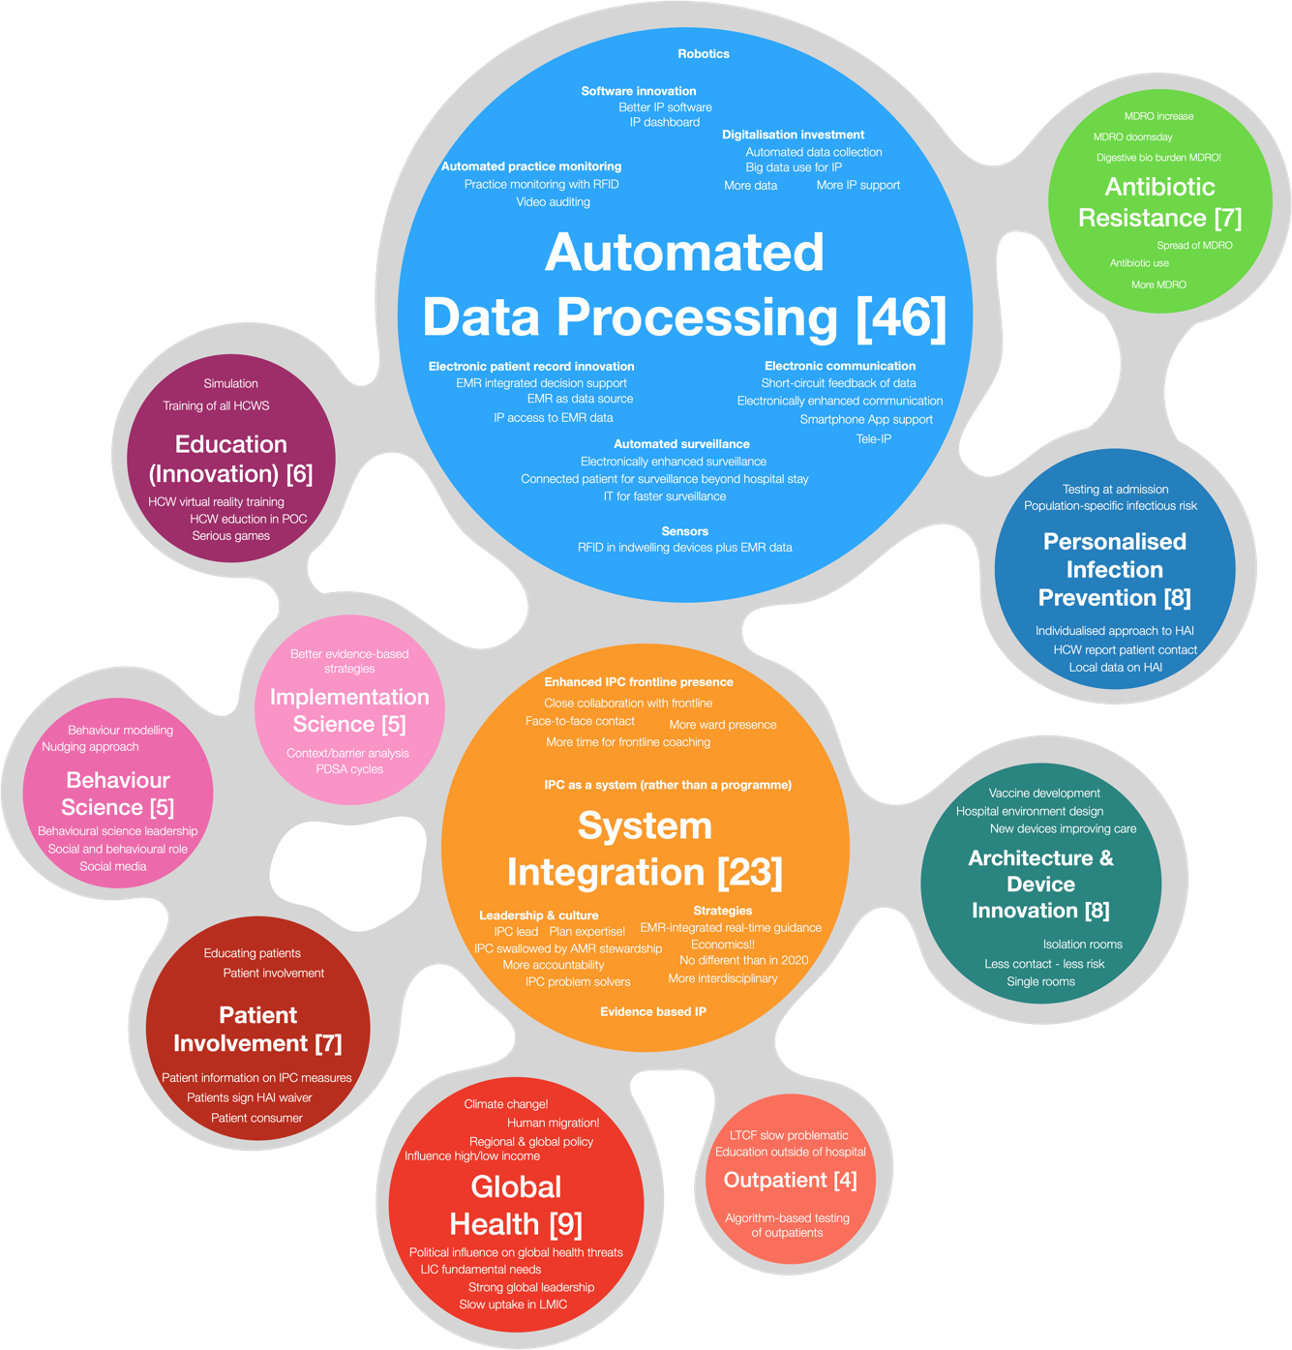 Robotics
Software innovation
Better IP software
IP dashboard
Digitalisation investment
Automated data collection
Big data use for IP
More data
More IP support
Automated practice monitoring
Practice monitoring with RFID
Video auditing
Automated
Data Processing [46]
Electronic patient record innovation
EMR integrated decision support
EMR as data source
IP access to EMR data
Electronic communication
Short-circuit feedback of data
Electronically enhanced communication
Smartphone App support
Tele-IP
Automated surveillance
Electronically enhanced surveillance
Connected patient for surveillance beyond hospital stay
IT for faster surveillance
Sensors
RFID in indwelling devices plus EMR data
MDRO increase
MDRO doomsday
Digestive bio burden MDRO!
Antibiotic
Resistance [7]
Spread of MDRO
Antibiotic use
More MDRO
Simulation
Training of all HCWS
Education
(Innovation) [6]
HCW virtual reality training
HCW eduction in POC
Serious games
Testing at admission
Population-specific infectious risk
Personalised
Infection
Prevention [8]
Individualised approach to HAI
HCW report patient contact
Local data on HAI
Better evidence-based
strategies
Implementation
Science [5]
Context/barrier analysis
PDSA cycles
Behaviour modelling
Nudging approach
Behaviour
Science [5]
Behavioural science leadership
Social and behavioural role
Social media
Enhanced IPC frontline presence
Close collaboration with frontline
Face-to-face contact
More ward presence
More time for frontline coaching
IPC as a system (rather than a programme)
System
Integration [23]
Leadership & culture
IPC lead
Plan expertise!
IPC swallowed by AMR stewardship
More accountability
IPC problem solvers
Strategies
EMR-integrated real-time guidance
Economics!!
No different than in 2020
More interdisciplinary
Evidence based IP
Vaccine development
Hospital environment design
New devices improving care
Architecture &
Device
Innovation [8]
Isolation rooms
Less contact - less risk
Single rooms
Educating patients
Patient involvement
Patient
Involvement [7]
Patient information on IPC measures
Patients sign HAI waiver
Patient consumer
Climate change!
Human migration!
Regional & global policy
Influence high/low income
Global
Health [9]
Political influence on global health threats
LIC fundamental needs
Strong global leadership
Slow uptake in LMIC
LTCF slow problematic
Education outside of hospital
Outpatient [4]
Algorithm-based testing
of outpatients